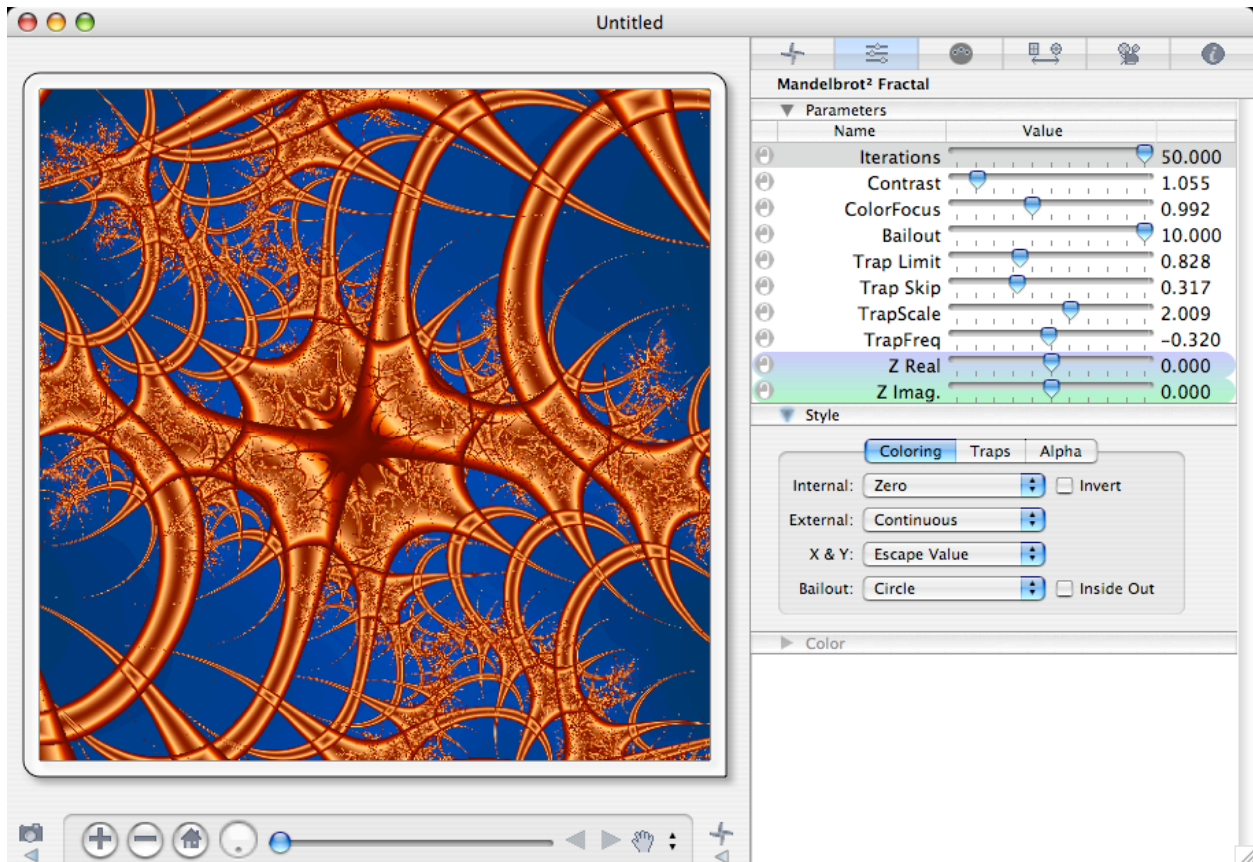 Untitled
Mandelbrot² Fractal
Parameters
Name Value
Iterations 50.000
Contrast 1.055
ColorFocus 0.992
Bailout 10.000
Trap Limit 0.828
Trap Skip 0.317
TrapScale 2.009
TrapFreq -0.320
Z Real 0.000
Z Imag. 0.000
Style
Coloring Traps Alpha
Internal: Zero Invert
External: Continuous
X & Y: Escape Value
Bailout: Circle Inside Out
Color